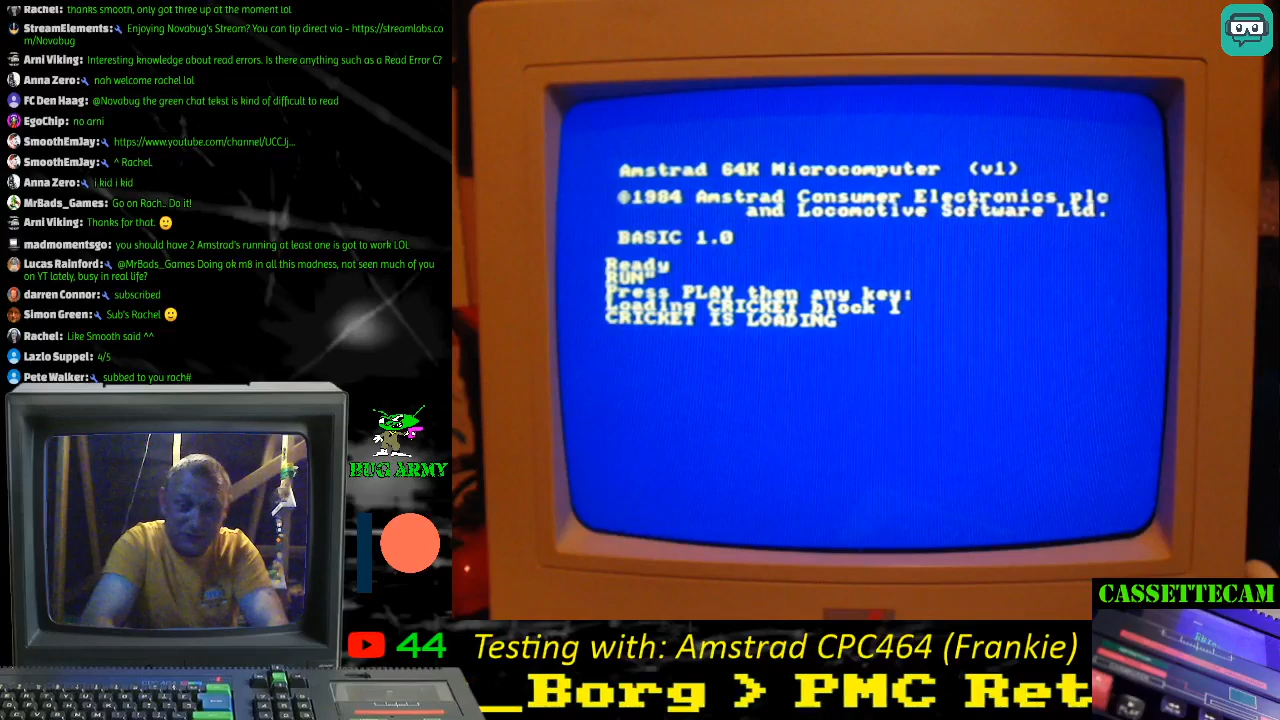 Rachel: thanks smooth, only got three up at the moment lol
StreamElements: Enjoying Novabug's Stream? You can tip direct via - https://streamlabs.co
m/Novobug
Arni Viking: Interesting knowledge about read errors. Is there anything such as a Read Error C?
Anna Zero: nah welcome rachel lol
FC Den Haag: @Novabug the green chat tekst is kind of difficult to read
EgoChip: no arni
SmoothEmJay: https://www.youtube.com/channel/UCCJj...
SmoothEmJay: ^ Rachel.
Anna Zero: i kid i kid
MrBads_Games: Go on Rach.. Do it!
Arni Viking: Thanks for that. 🙂
madmomentsgo: you should have 2 Amstrad's running at least one is got to work LOL
Lucas Rainford: @MrBads_Games Doing ok m8 in all this madness, not seen much of you
on YT lately, busy in real life?
darren Connor: subscribed
Simon Green: Sub's Rachel 🙂
Rachel: Like Smooth said ^^
Lazlo Suppel: 4/5
Pete Walker: subbed to you rach#
BUG ARMY
Amstrad 64K Microcomputer (v1)
©1984 Amstrad Consumer Electronics plc
and Locomotive Software Ltd.
BASIC 1.0
Ready
RUN"
Press PLAY then any key:
Loading CRICKET block 1
CRICKET IS LOADING
CASSETTECAM
44
Testing with: Amstrad CPC464 (Frankie)
_Borg > PMC Ret